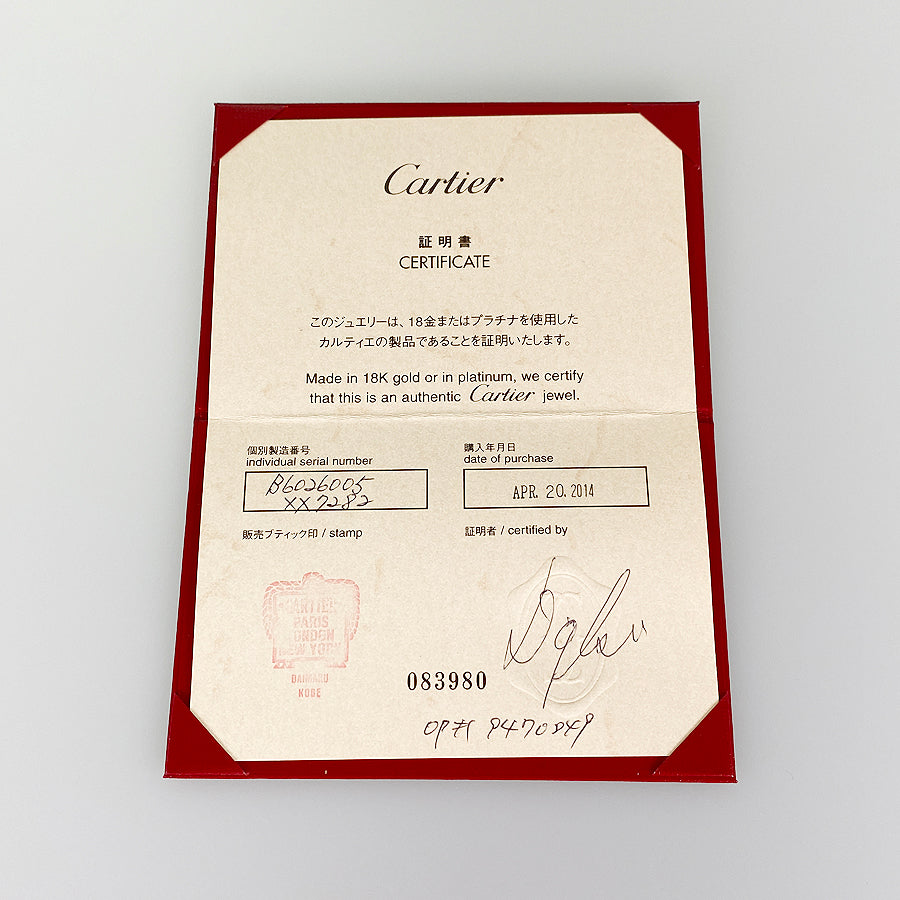 Cartier
証明書
CERTIFICATE
このジュエリーは、18金またはプラチナを使用した
カルティエの製品であることを証明いたします。
Made in 18K gold or in platinum, we certify
that this is an authentic Cartier jewel.
個別製造番号
individual serial number
B6026005
XX7282
購入年月日
date of purchase
APR. 20. 2014
販売ブティック印 / stamp
証明者 / certified by
CARTIER
PARIS
LONDON
NEW YORK
DAIMARU
KOBE
083980